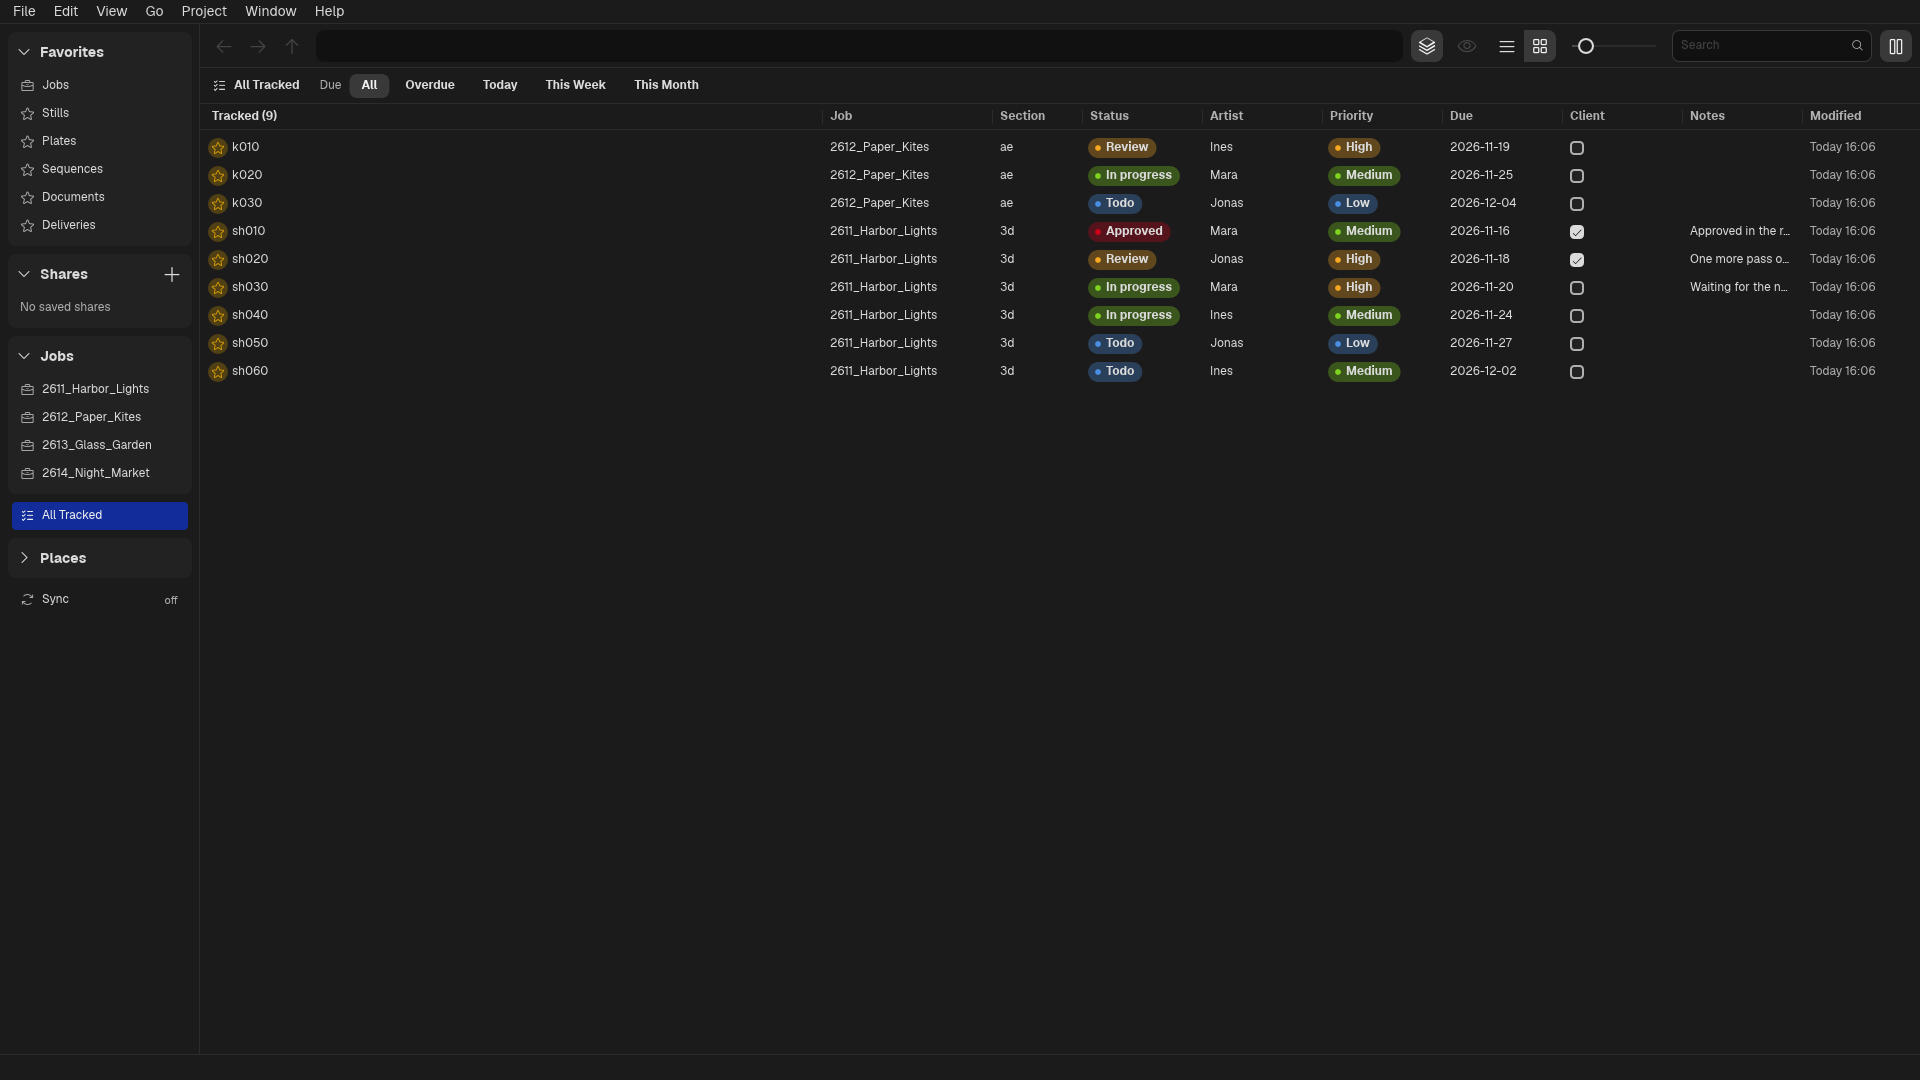 File Edit View Go Project Window Help
Favorites
Jobs
Stills
Plates
Sequences
Documents
Deliveries
Shares
No saved shares
Jobs
2611_Harbor_Lights
2612_Paper_Kites
2613_Glass_Garden
2614_Night_Market
All Tracked
Places
Sync off
Search
All Tracked Due All Overdue Today This Week This Month
Tracked (9) Job Section Status Artist Priority Due Client Notes Modified
k010 2612_Paper_Kites ae Review Ines High 2026-11-19 Today 16:06
k020 2612_Paper_Kites ae In progress Mara Medium 2026-11-25 Today 16:06
k030 2612_Paper_Kites ae Todo Jonas Low 2026-12-04 Today 16:06
sh010 2611_Harbor_Lights 3d Approved Mara Medium 2026-11-16 Approved in the r... Today 16:06
sh020 2611_Harbor_Lights 3d Review Jonas High 2026-11-18 One more pass o... Today 16:06
sh030 2611_Harbor_Lights 3d In progress Mara High 2026-11-20 Waiting for the n... Today 16:06
sh040 2611_Harbor_Lights 3d In progress Ines Medium 2026-11-24 Today 16:06
sh050 2611_Harbor_Lights 3d Todo Jonas Low 2026-11-27 Today 16:06
sh060 2611_Harbor_Lights 3d Todo Ines Medium 2026-12-02 Today 16:06